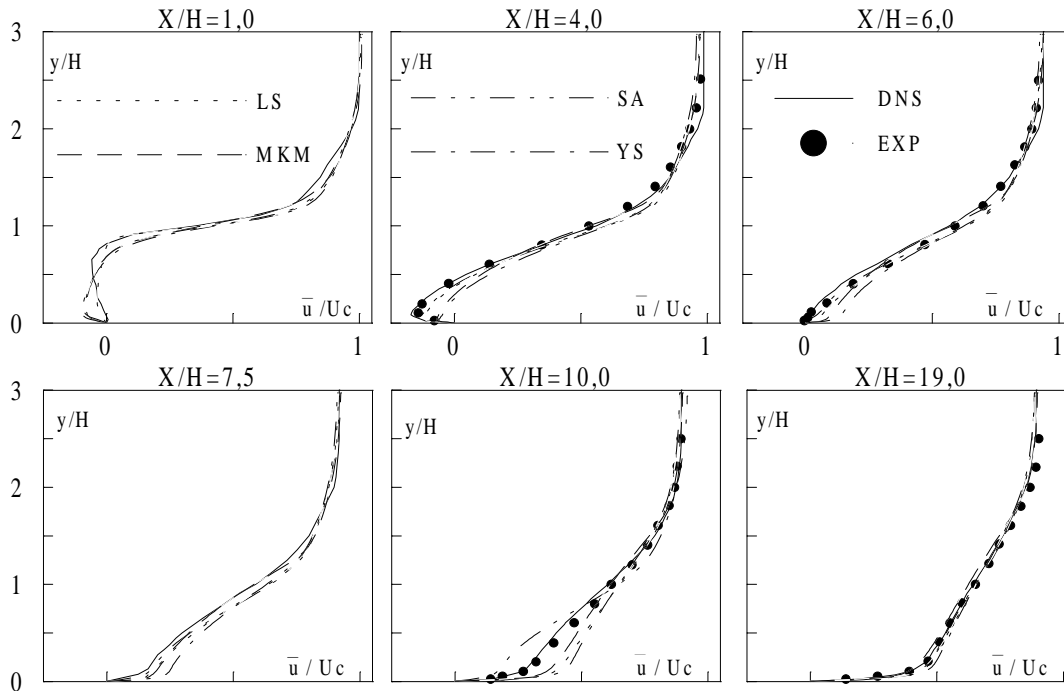 X/H=1,0
X/H=4,0
X/H=6,0
3
2
1
0
y/H
LS
MKM
u̅ / Uc
0
1
y/H
SA
YS
u̅ / Uc
0
1
y/H
DNS
EXP
u̅ / Uc
0
1
X/H=7,5
X/H=10,0
X/H=19,0
3
2
1
0
y/H
u̅ / Uc
y/H
u̅ / Uc
y/H
u̅ / Uc